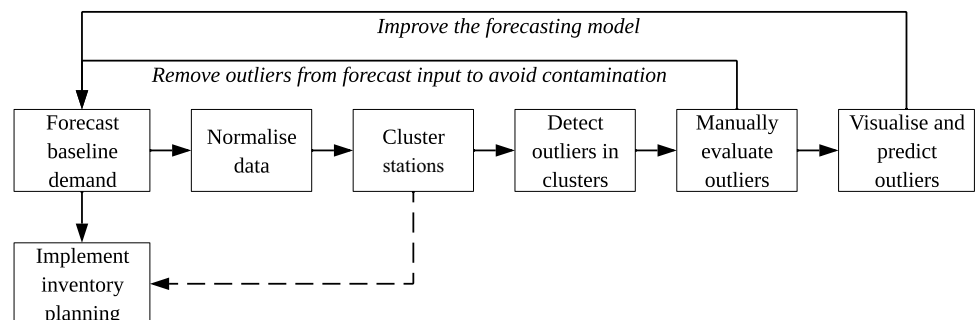 Improve the forecasting model
Remove outliers from forecast input to avoid contamination
Forecast
baseline
demand
Normalise
data
Cluster
stations
Detect
outliers in
clusters
Manually
evaluate
outliers
Visualise and
predict
outliers
Implement
inventory
planning